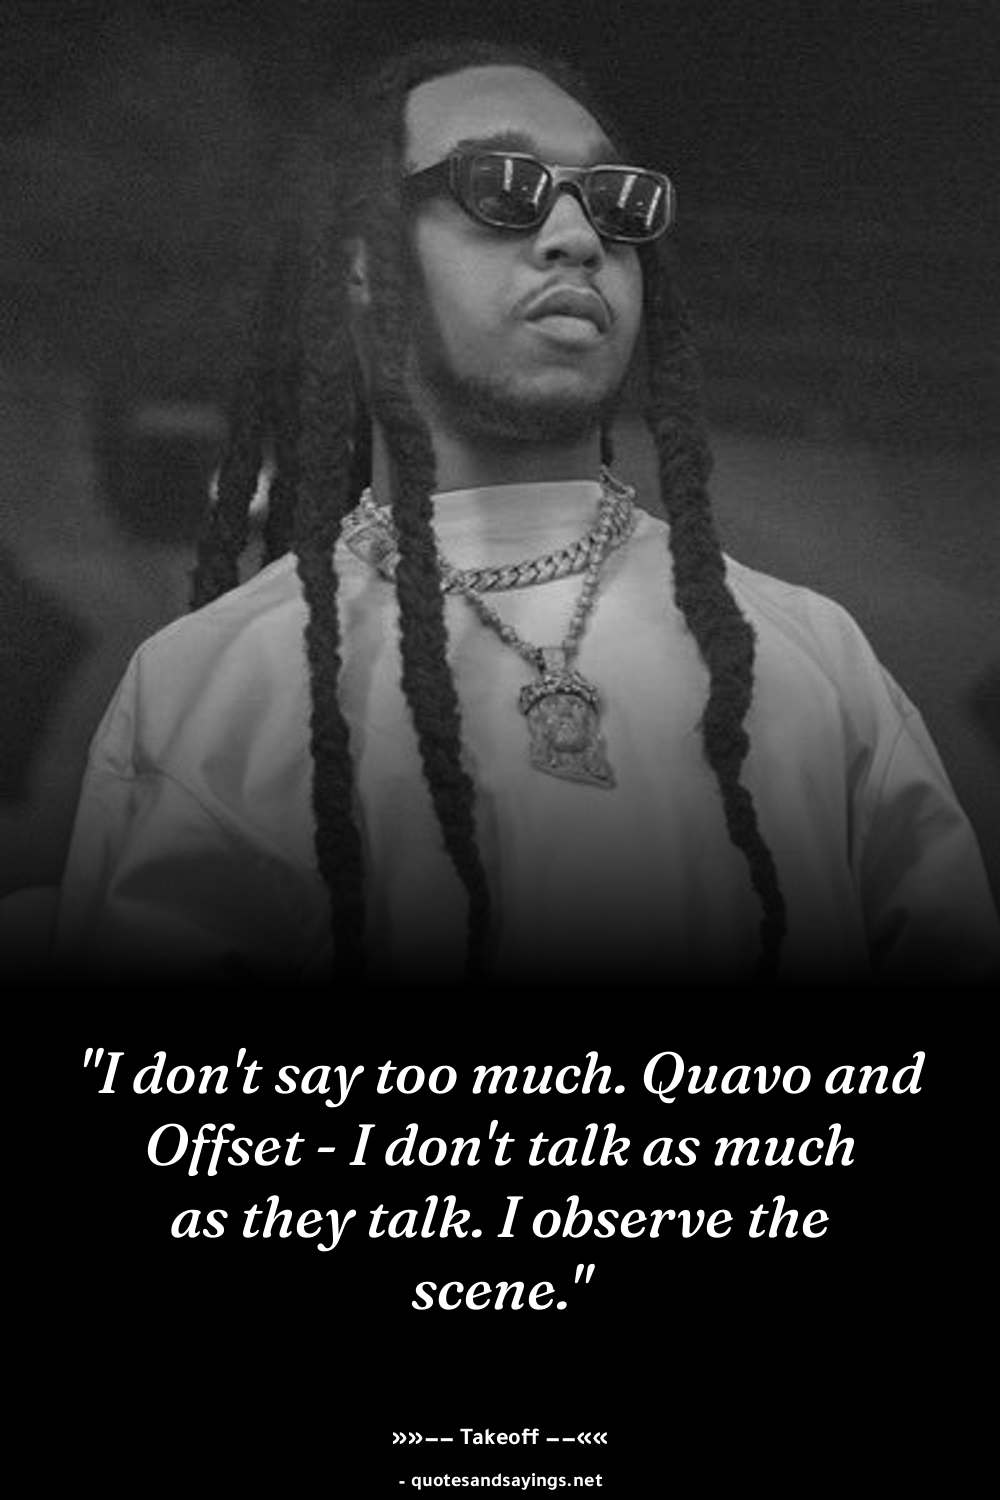 "I don't say too much. Quavo and
Offset - I don't talk as much
as they talk. I observe the
scene."
»»–– Takeoff ––««
- quotesandsayings.net